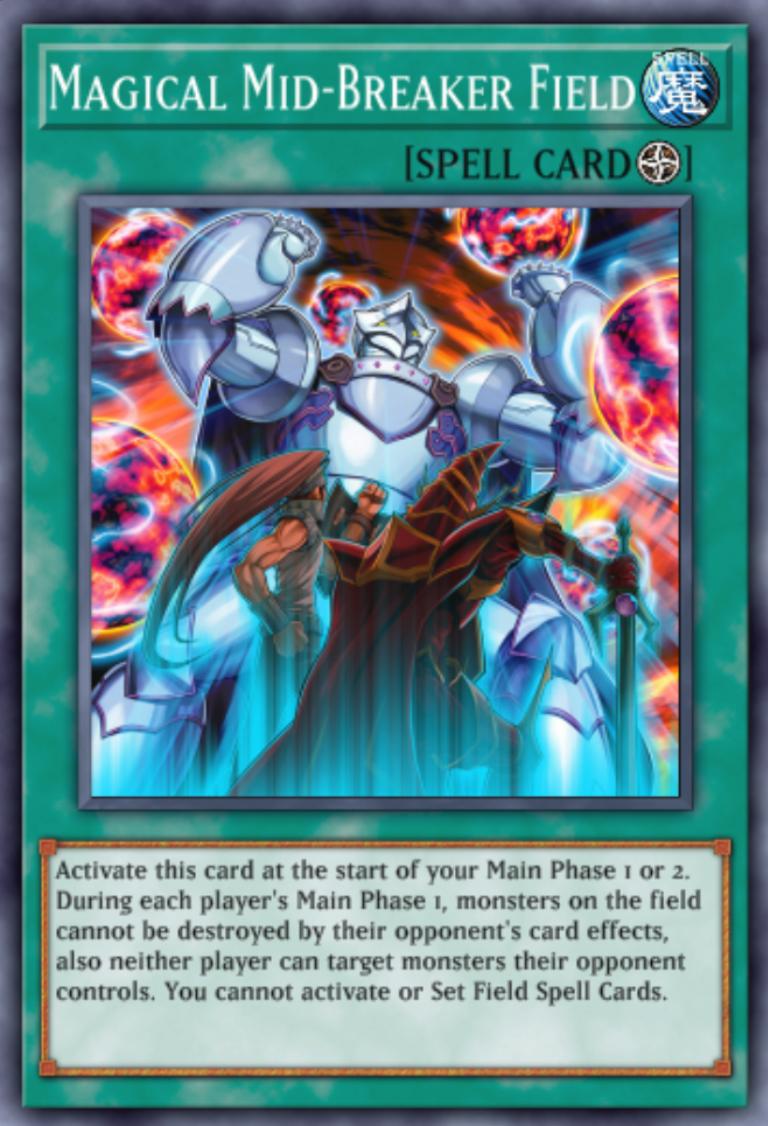 MAGICAL MID-BREAKER FIELD
SPELL
魔
[SPELL CARD]
Activate this card at the start of your Main Phase 1 or 2.
During each player's Main Phase 1, monsters on the field
cannot be destroyed by their opponent's card effects,
also neither player can target monsters their opponent
controls. You cannot activate or Set Field Spell Cards.